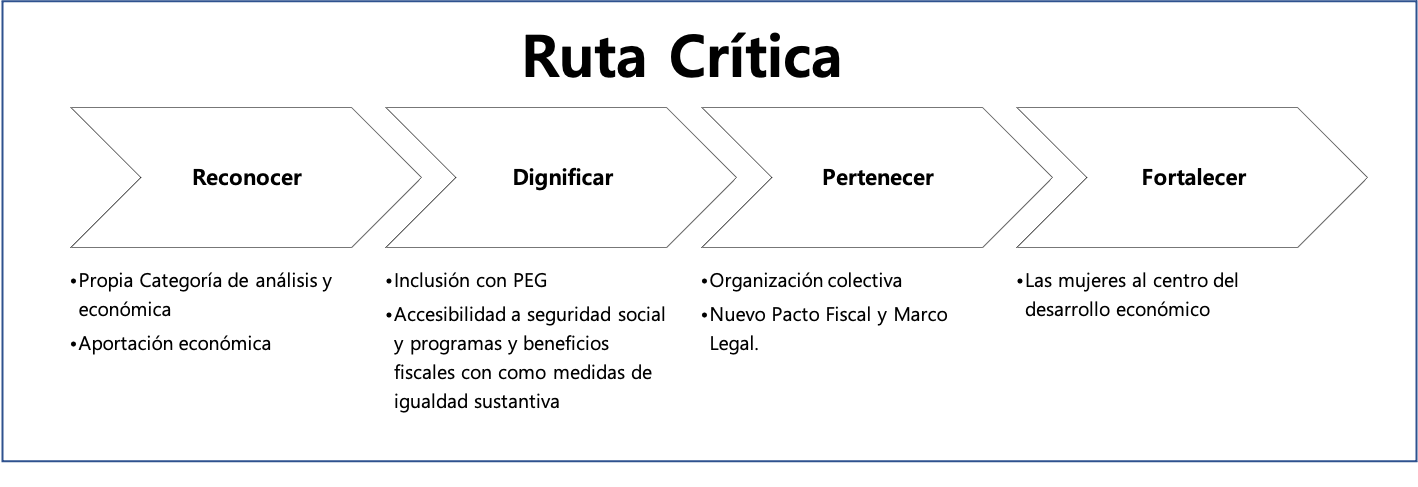 Ruta Crítica
Reconocer
Dignificar
Pertenecer
Fortalecer
•Propia Categoría de análisis y
económica
•Aportación económica
•Inclusión con PEG
•Accesibilidad a seguridad social
y programas y beneficios
fiscales con como medidas de
igualdad sustantiva
•Organización colectiva
•Nuevo Pacto Fiscal y Marco
Legal.
•Las mujeres al centro del
desarrollo económico